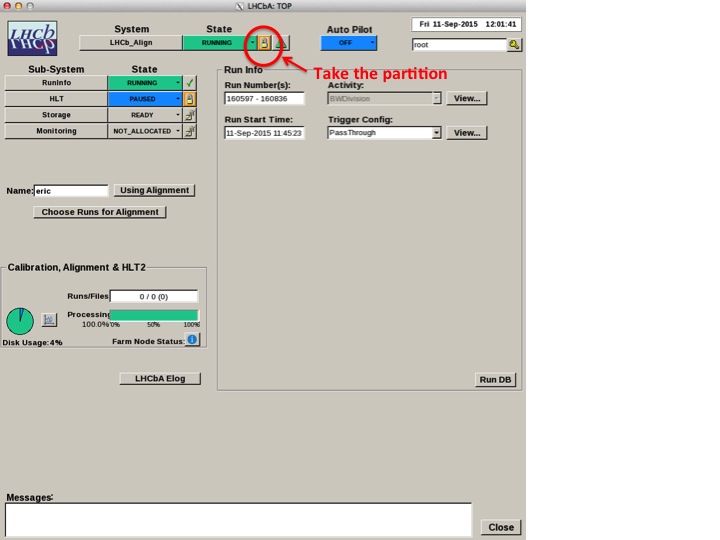 LHCbA: TOP
LHCb
LHCb
System State Auto Pilot Fri 11-Sep-2015 12:01:41
LHCb_Align RUNNING OFF root
Take the partition
Sub-System State
RunInfo RUNNING
HLT PAUSED
Storage READY
Monitoring NOT_ALLOCATED
Run Info
Run Number(s): Activity:
160597 - 160836 BWDivision View...
Run Start Time: Trigger Config:
11-Sep-2015 11:45:23 PassThrough View...
Name: eric Using Alignment
Choose Runs for Alignment
Calibration, Alignment & HLT2
Runs/Files 0 / 0 (0)
Processing
100.0% 0% 50% 100%
Disk Usage: 4% Farm Node Status: i
LHCbA Elog
Run DB
Messages:
Close